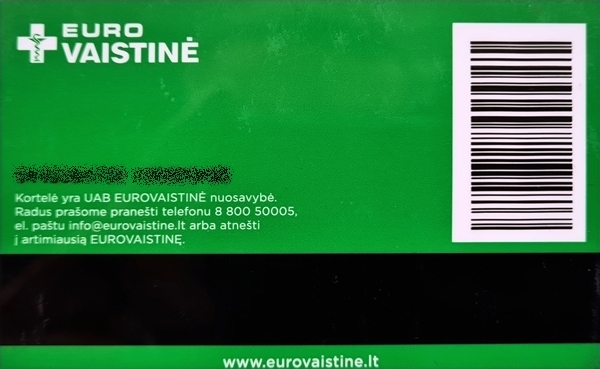 EURO
VAISTINĖ
Kortelė yra UAB EUROVAISTINĖ nuosavybė.
Radus prašome pranešti telefonu 8 800 50005,
el. paštu info@eurovaistine.lt arba atnešti
į artimiausią EUROVAISTINĘ.
www.eurovaistine.lt